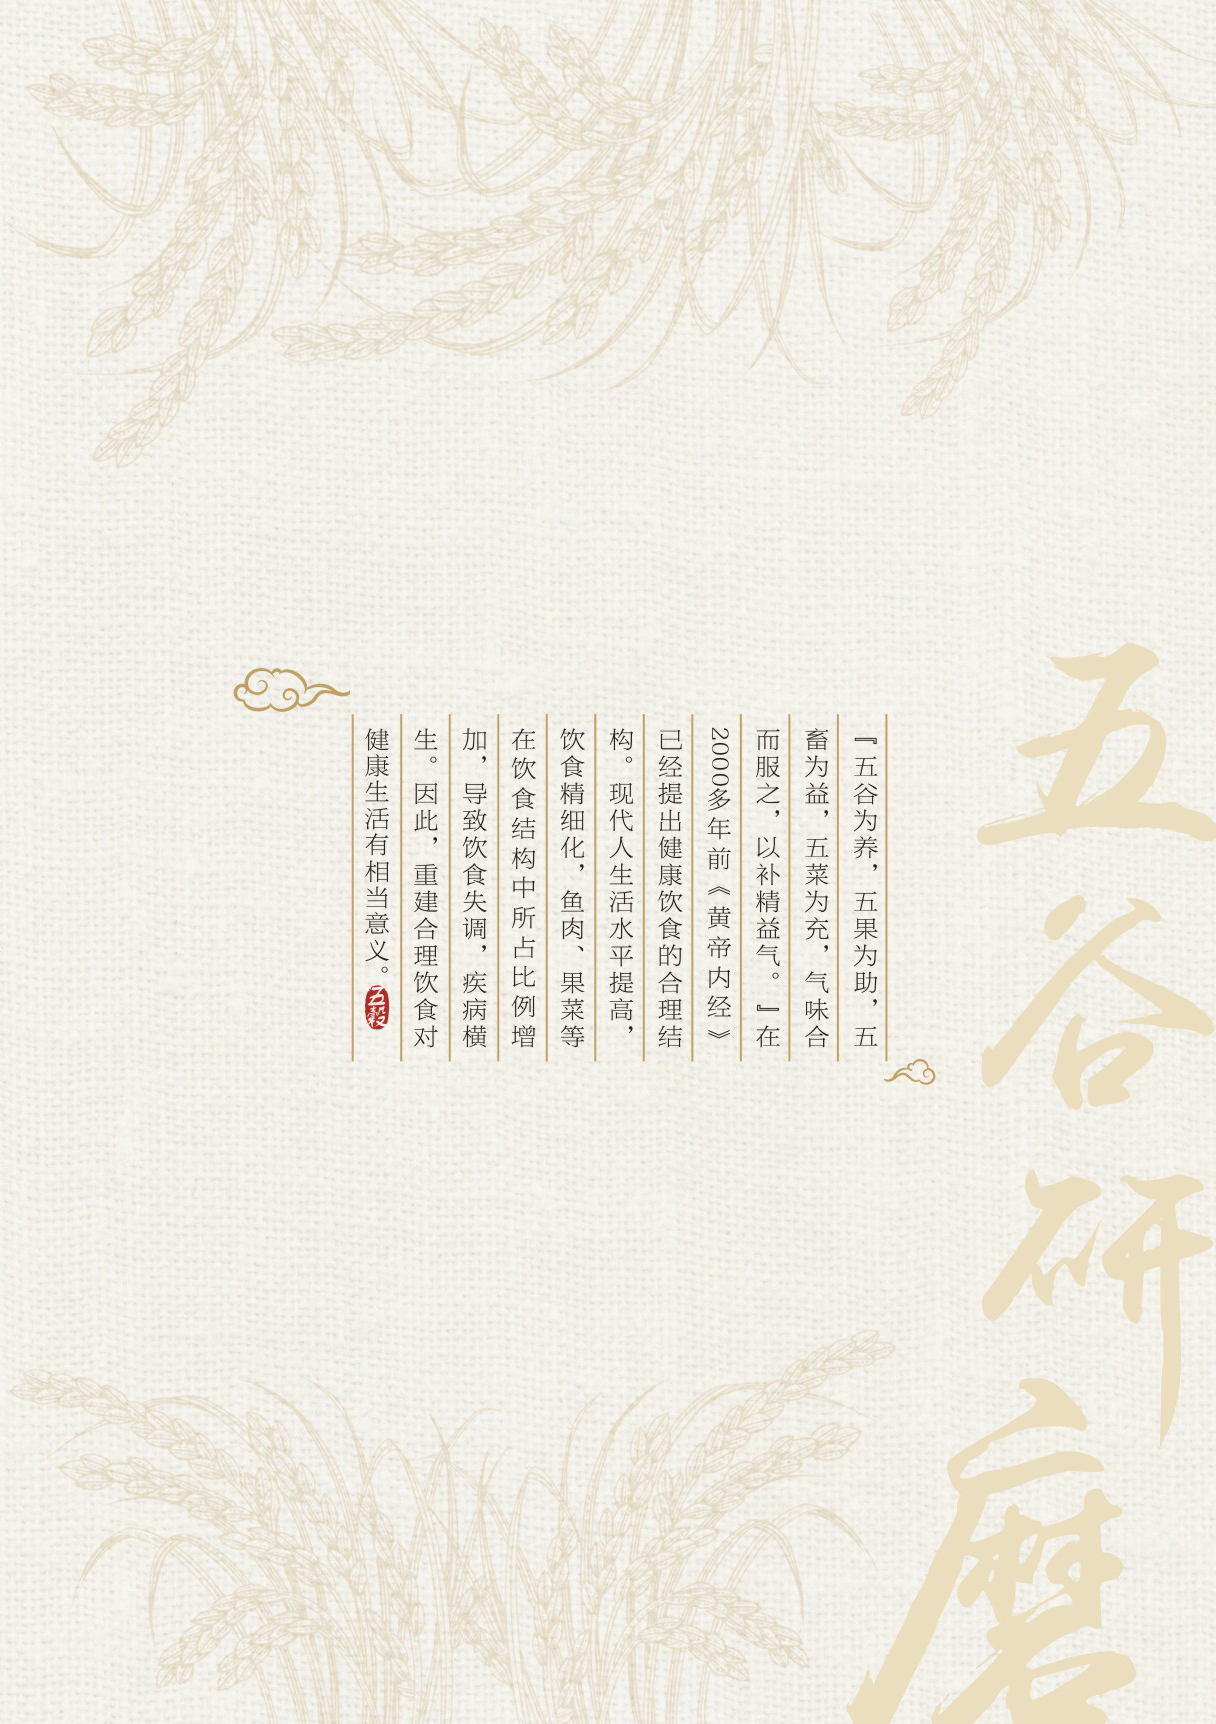 五谷研磨
『五谷为养，五果为助，五
畜为益，五菜为充，气味合
而服之，以补精益气。』在
2000多年前《黄帝内经》
已经提出健康饮食的合理结
构。现代人生活水平提高，
饮食精细化，鱼肉、果菜等
在饮食结构中所占比例增
加，导致饮食失调，疾病横
生。因此，重建合理饮食对
健康生活有相当意义。
五穀